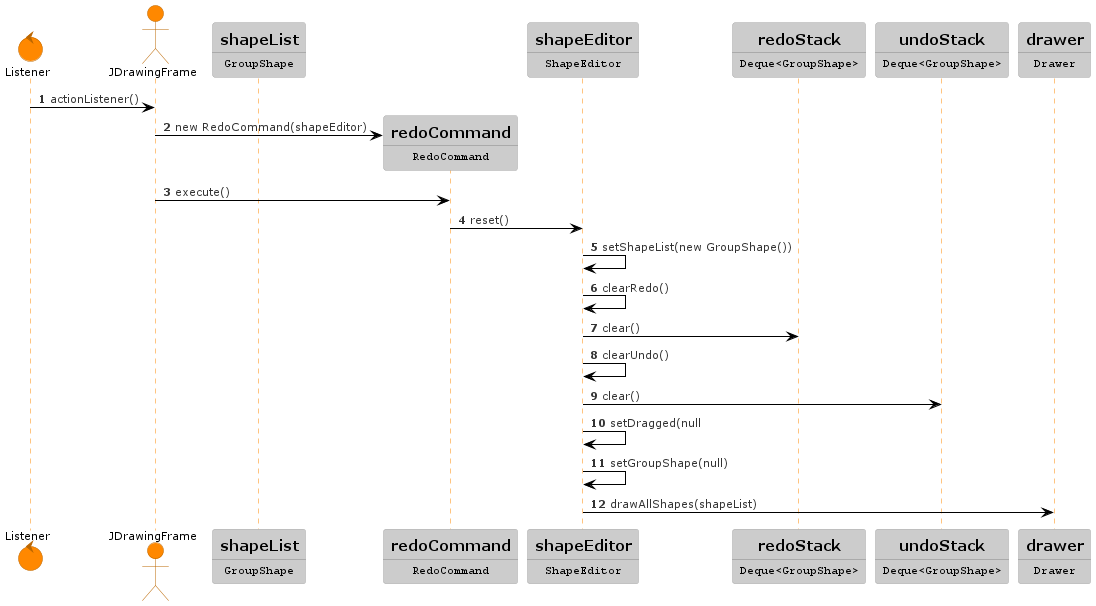 Listener
JDrawingFrame
shapeList
GroupShape
shapeEditor
ShapeEditor
redoStack
Deque<GroupShape>
undoStack
Deque<GroupShape>
drawer
Drawer
1 actionListener()
2 new RedoCommand(shapeEditor)
redoCommand
RedoCommand
3 execute()
4 reset()
5 setShapeList(new GroupShape())
6 clearRedo()
7 clear()
8 clearUndo()
9 clear()
10 setDragged(null
11 setGroupShape(null)
12 drawAllShapes(shapeList)
Listener
JDrawingFrame
shapeList
GroupShape
redoCommand
RedoCommand
shapeEditor
ShapeEditor
redoStack
Deque<GroupShape>
undoStack
Deque<GroupShape>
drawer
Drawer